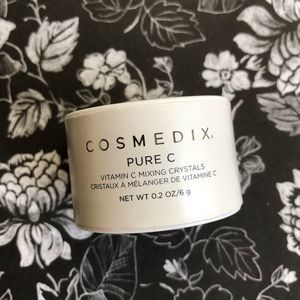 COSMEDIX.
PURE C
VITAMIN C MIXING CRYSTALS
CRISTAUX À MÉLANGER DE VITAMINE C
NET WT 0.2 OZ/6 g